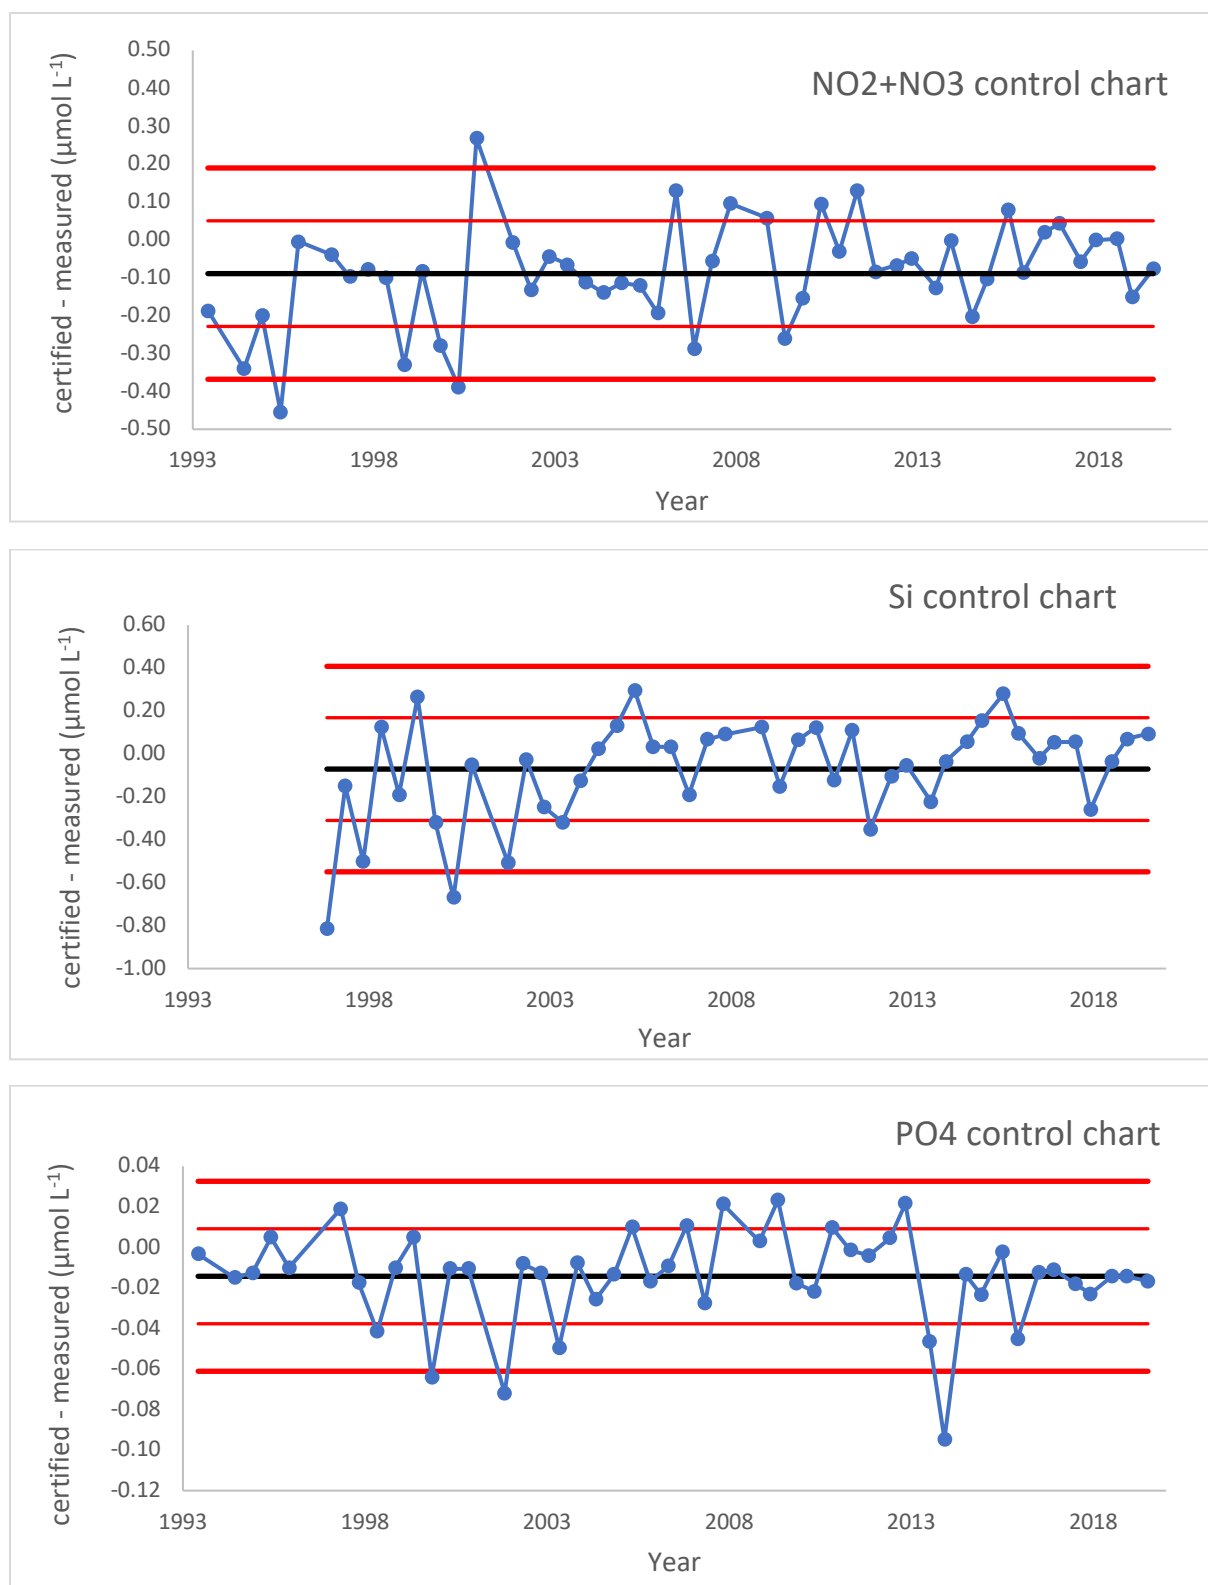 NO2+NO3 control chart
certified - measured (µmol L-1)
0.50
0.40
0.30
0.20
0.10
0.00
-0.10
-0.20
-0.30
-0.40
-0.50
1993 1998 2003 2008 2013 2018
Year
Si control chart
certified - measured (µmol L-1)
0.60
0.40
0.20
0.00
-0.20
-0.40
-0.60
-0.80
-1.00
1993 1998 2003 2008 2013 2018
Year
PO4 control chart
certified - measured (µmol L-1)
0.04
0.02
0.00
-0.02
-0.04
-0.06
-0.08
-0.10
-0.12
1993 1998 2003 2008 2013 2018
Year